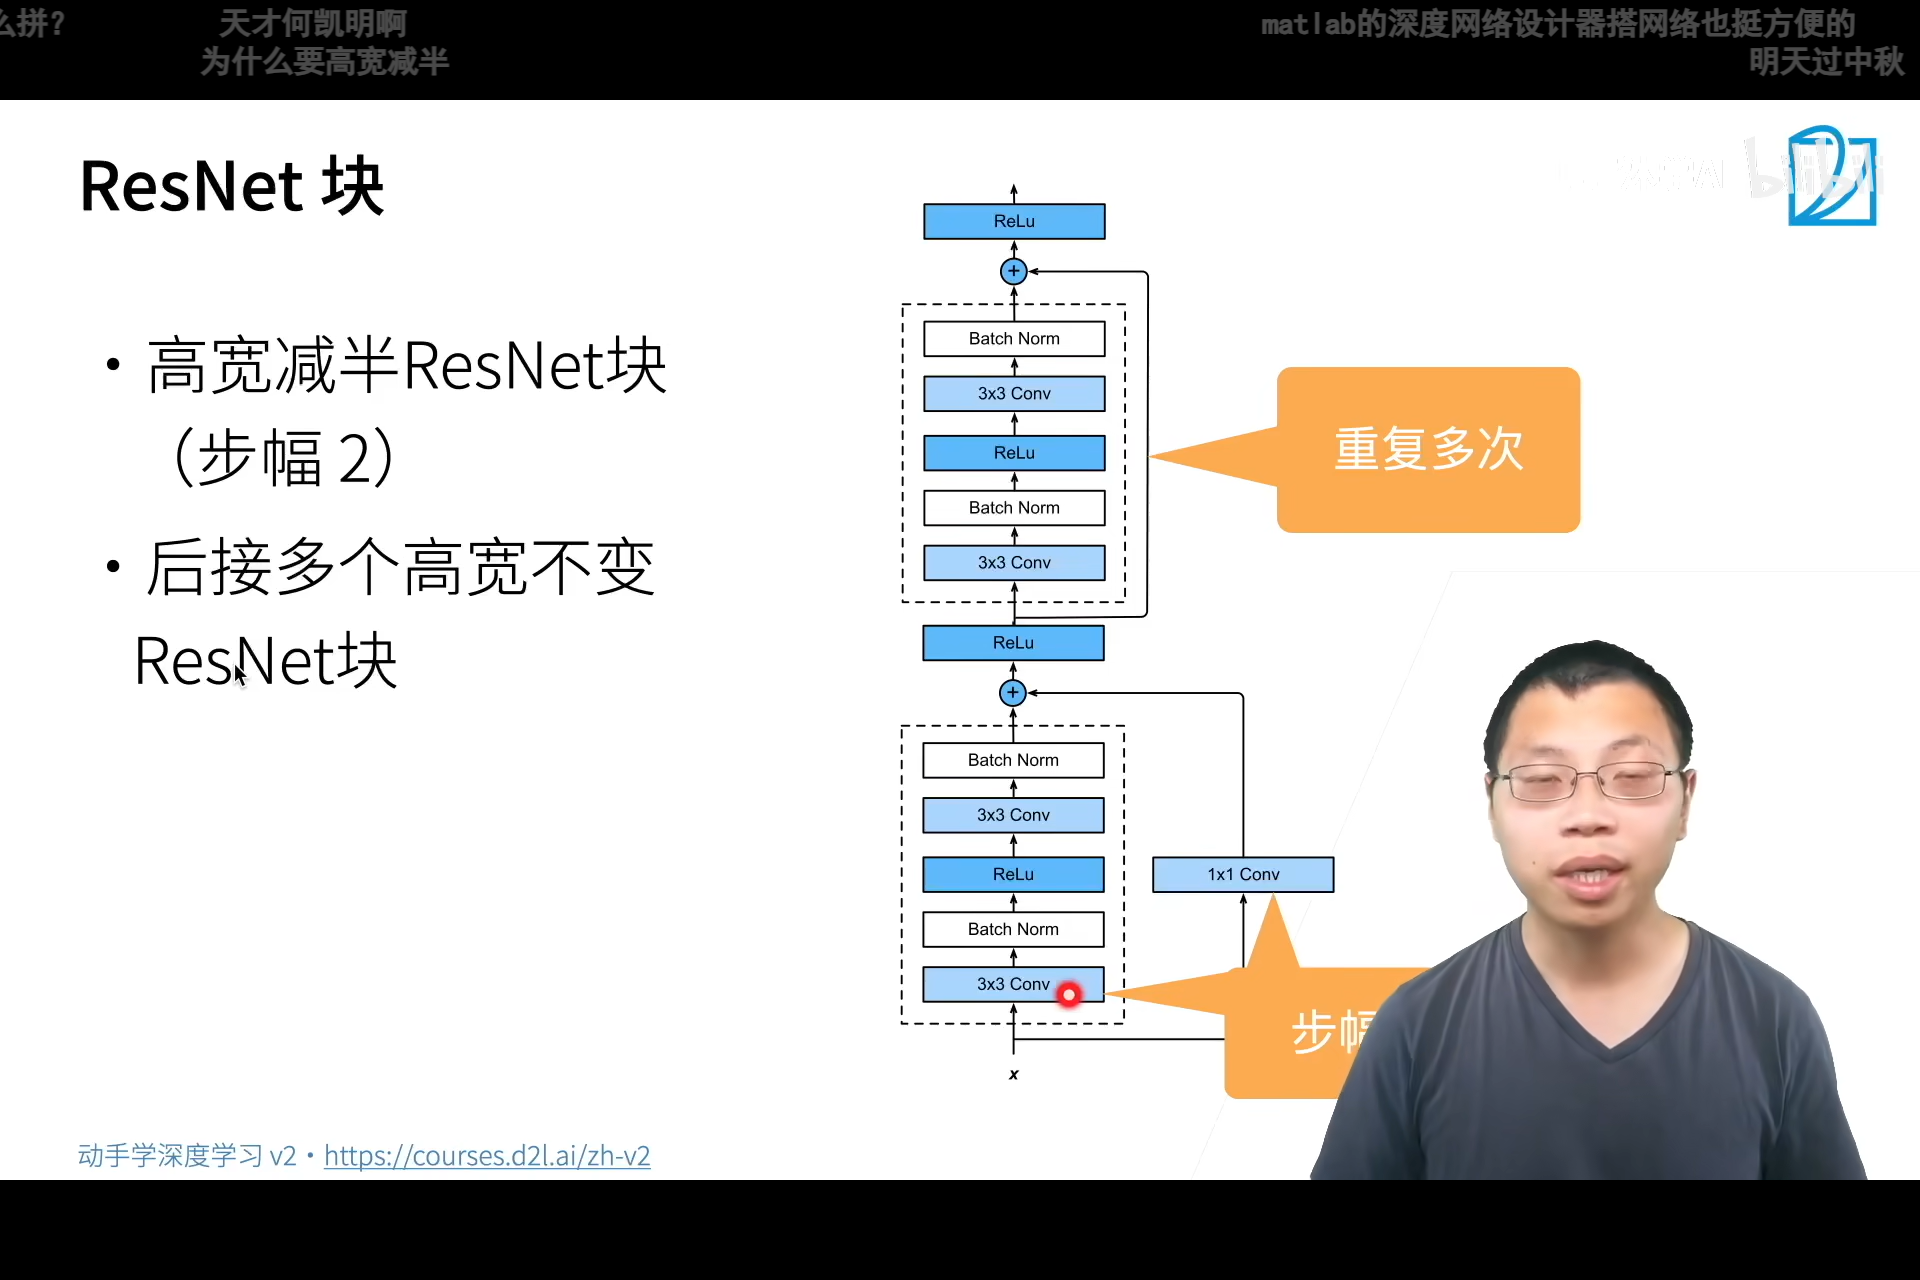 么拼?
天才何凯明啊
matlab的深度网络设计器搭网络也挺方便的
为什么要高宽减半
明天过中秋
ResNet 块
bilibili
• 高宽减半ResNet块
（步幅 2）
• 后接多个高宽不变
ResNet块
ReLu
+
Batch Norm
3x3 Conv
ReLu
Batch Norm
3x3 Conv
重复多次
ReLu
+
Batch Norm
3x3 Conv
ReLu
1x1 Conv
Batch Norm
3x3 Conv
步幅
x
动手学深度学习 v2 • https://courses.d2l.ai/zh-v2